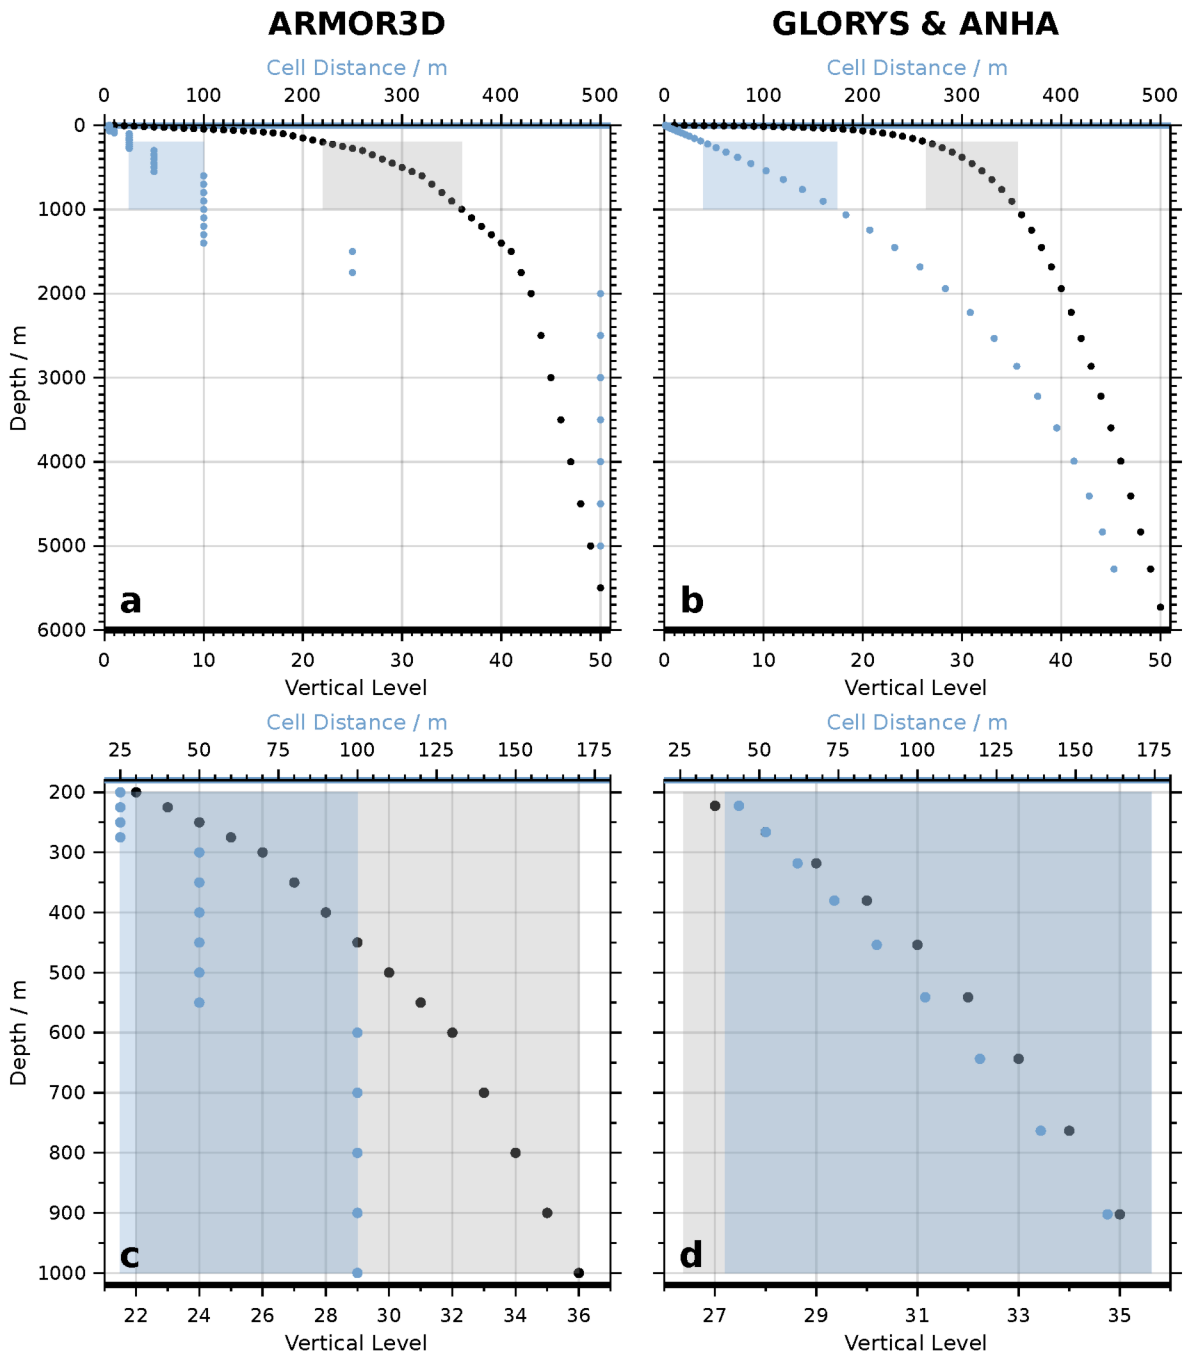 ARMOR3D
GLORYS & ANHA
Cell Distance / m
Cell Distance / m
0 100 200 300 400 500
0 100 200 300 400 500
0
1000
2000
3000
4000
5000
6000
Depth / m
a
b
0 10 20 30 40 50
0 10 20 30 40 50
Vertical Level
Vertical Level
Cell Distance / m
Cell Distance / m
25 50 75 100 125 150 175
25 50 75 100 125 150 175
200
300
400
500
600
700
800
900
1000
Depth / m
c
d
22 24 26 28 30 32 34 36
27 29 31 33 35
Vertical Level
Vertical Level